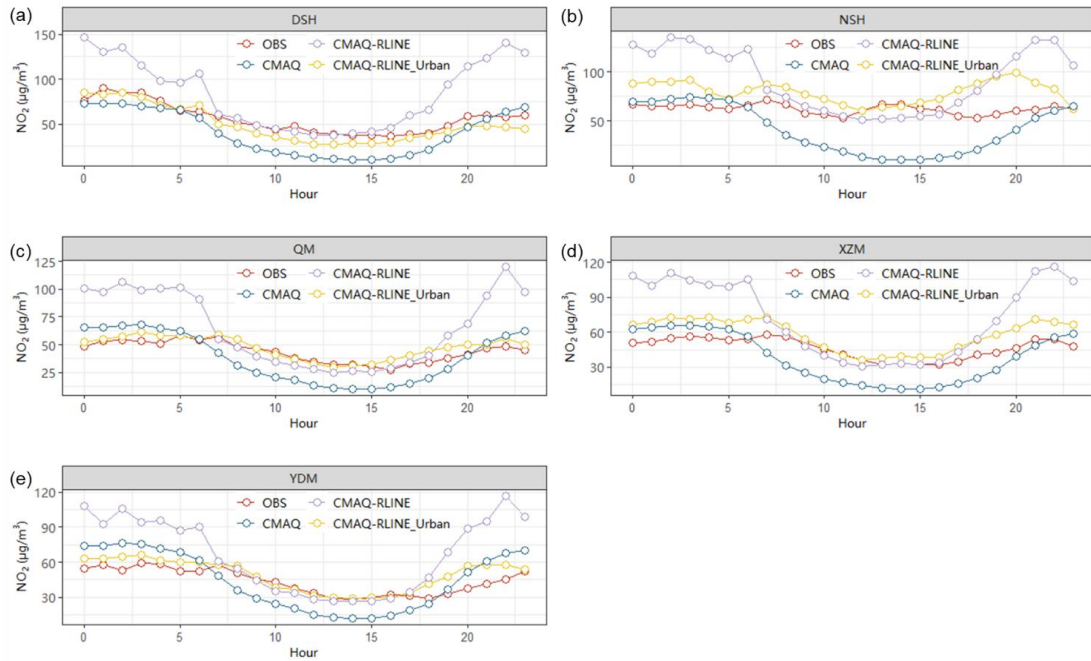 (a)
DSH
NO₂ (μg/m³)
150
100
50
OBS
CMAQ-RLINE
CMAQ
CMAQ-RLINE_Urban
0
5
10
15
20
Hour
(b)
NSH
NO₂ (μg/m³)
100
50
OBS
CMAQ-RLINE
CMAQ
CMAQ-RLINE_Urban
0
5
10
15
20
Hour
(c)
QM
NO₂ (μg/m³)
125
100
75
50
25
OBS
CMAQ-RLINE
CMAQ
CMAQ-RLINE_Urban
0
5
10
15
20
Hour
(d)
XZM
NO₂ (μg/m³)
120
90
60
30
OBS
CMAQ-RLINE
CMAQ
CMAQ-RLINE_Urban
0
5
10
15
20
Hour
(e)
YDM
NO₂ (μg/m³)
120
90
60
30
OBS
CMAQ-RLINE
CMAQ
CMAQ-RLINE_Urban
0
5
10
15
20
Hour